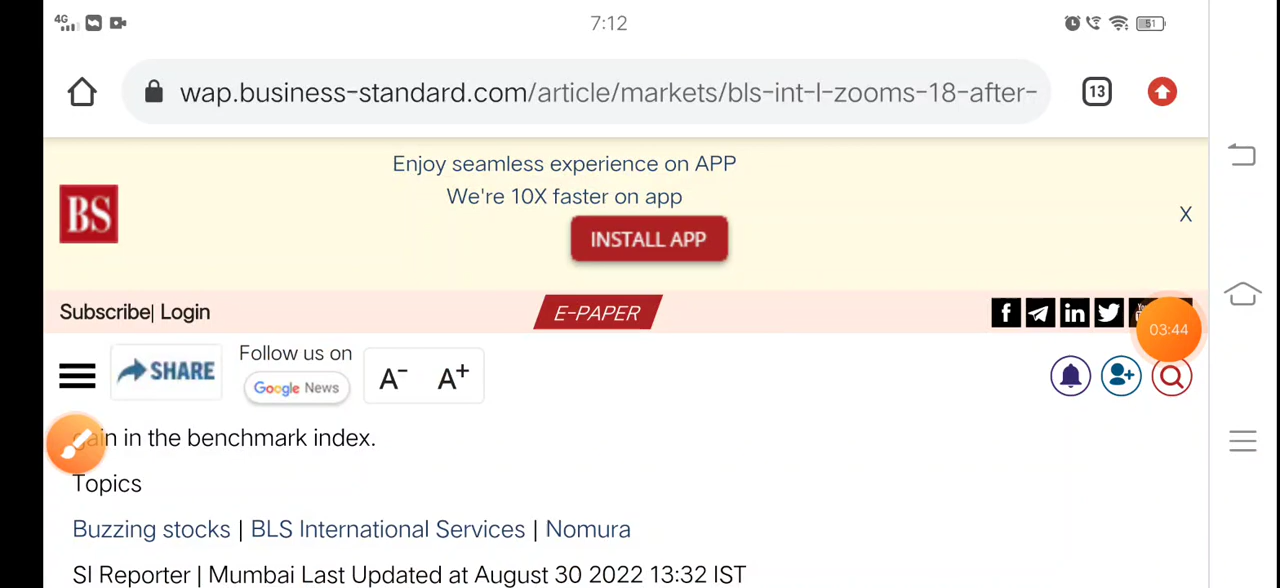 4G 7:12 51
wap.business-standard.com/article/markets/bls-int-l-zooms-18-after- 13
Enjoy seamless experience on APP
We're 10X faster on app
BS
X
INSTALL APP
Subscribe| Login E-PAPER f in
03:44
SHARE Follow us on A- A+
Google News
in in the benchmark index.
Topics
Buzzing stocks | BLS International Services | Nomura
SI Reporter | Mumbai Last Updated at August 30 2022 13:32 IST